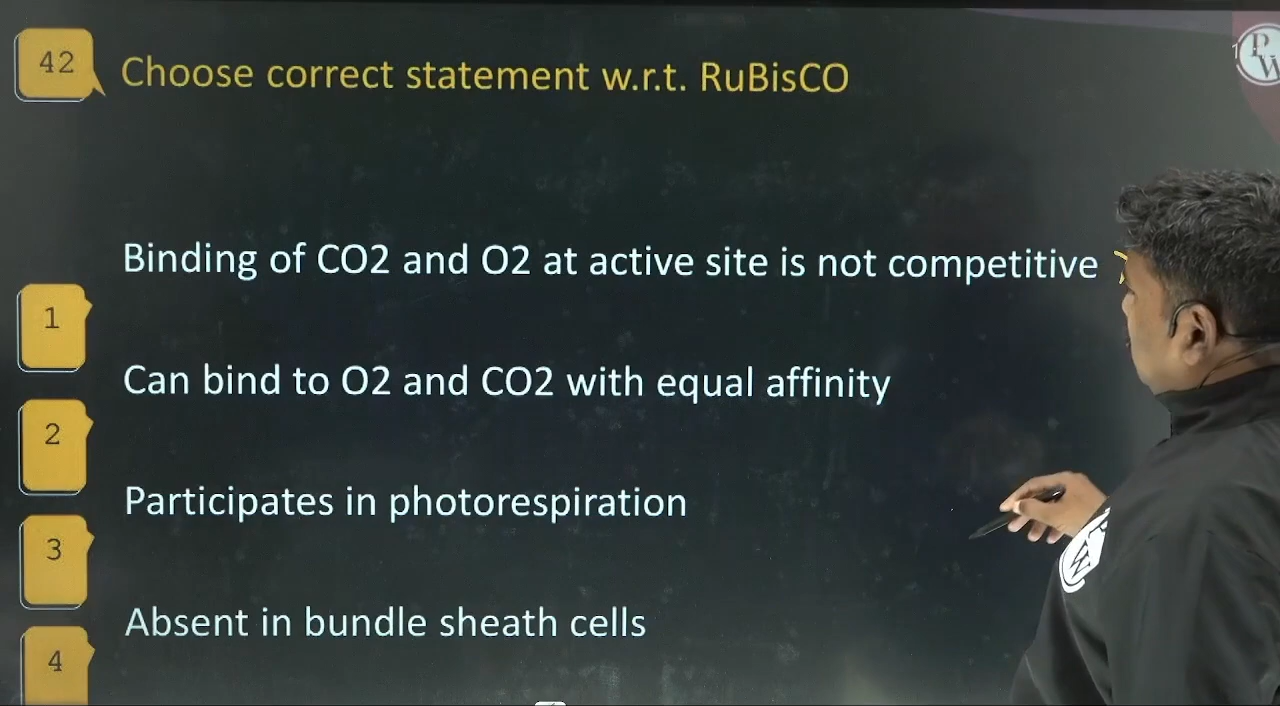 42
Choose correct statement w.r.t. RuBisCO
Binding of CO2 and O2 at active site is not competitive
1
Can bind to O2 and CO2 with equal affinity
2
Participates in photorespiration
3
Absent in bundle sheath cells
4
PW
W